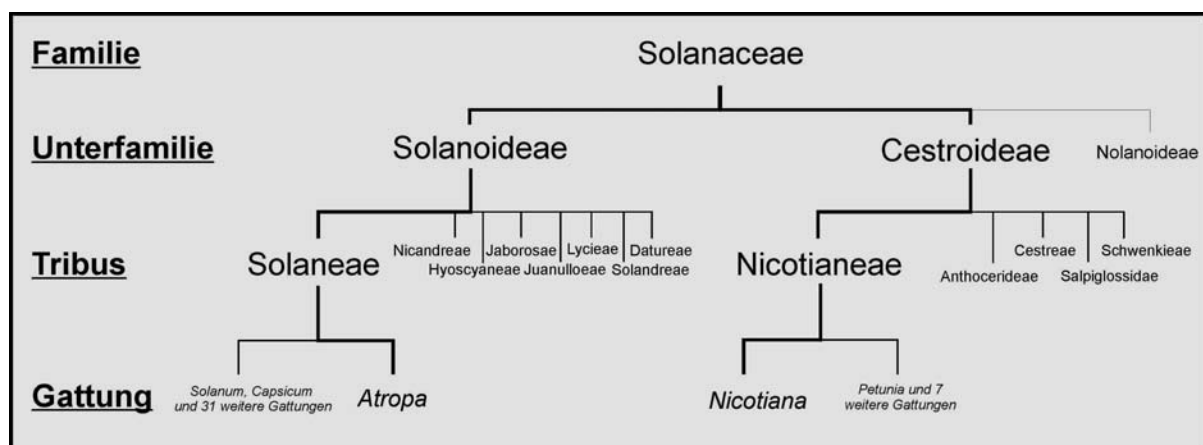 Familie
Solanaceae
Unterfamilie
Solanoideae
Cestroideae
Nolanoideae
Tribus
Solaneae
Nicandreae
Jaborosae
Lycieae
Datureae
Hyoscyaneae
Juanulloeae
Solandreae
Nicotianeae
Cestreae
Schwenkieae
Anthocerideae
Salpiglossidae
Gattung
Solanum, Capsicum
und 31 weitere Gattungen
Atropa
Nicotiana
Petunia und 7
weitere Gattungen